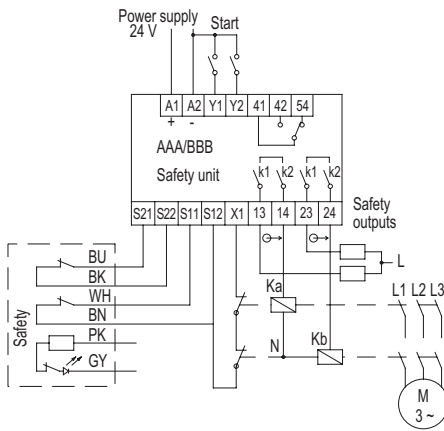 Power supply
24 V
Start
A1 A2 Y1 Y2 41 42 54
+ -
AAA/BBB
Safety unit
k1 k2 k1 k2
S21 S22 S11 S12 X1 13 14 23 24
Safety
outputs
BU
BK
WH
BN
PK
GY
Safety
L
Ka
L1 L2 L3
N
Kb
M
3 ~